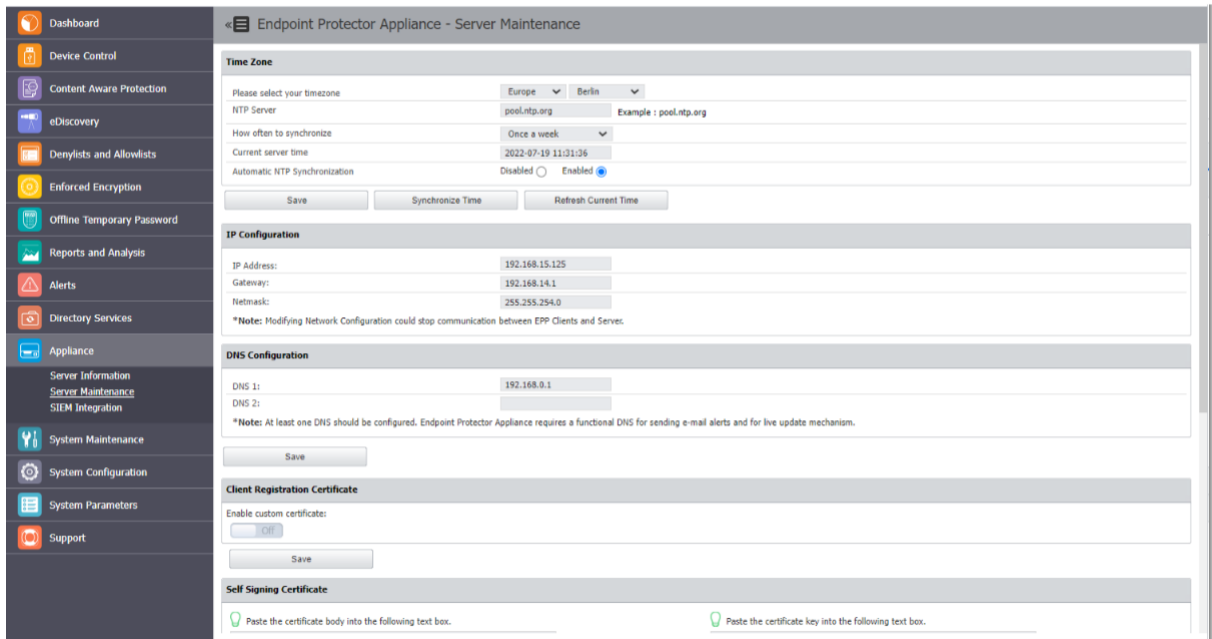 Dashboard
Device Control
Content Aware Protection
eDiscovery
Denylists and Allowlists
Enforced Encryption
Offline Temporary Password
Reports and Analysis
Alerts
Directory Services
Appliance
Server Information
Server Maintenance
SIEM Integration
System Maintenance
System Configuration
System Parameters
Support
« Endpoint Protector Appliance - Server Maintenance
Time Zone
Please select your timezone Europe Berlin
NTP Server pool.ntp.org Example : pool.ntp.org
How often to synchronize Once a week
Current server time 2022-07-19 11:31:36
Automatic NTP Synchronization Disabled Enabled
Save Synchronize Time Refresh Current Time
IP Configuration
IP Address: 192.168.15.125
Gateway: 192.168.14.1
Netmask: 255.255.254.0
*Note: Modifying Network Configuration could stop communication between EPP Clients and Server.
DNS Configuration
DNS 1: 192.168.0.1
DNS 2:
*Note: At least one DNS should be configured. Endpoint Protector Appliance requires a functional DNS for sending e-mail alerts and for live update mechanism.
Save
Client Registration Certificate
Enable custom certificate:
Off
Save
Self Signing Certificate
Paste the certificate body into the following text box. Paste the certificate key into the following text box.